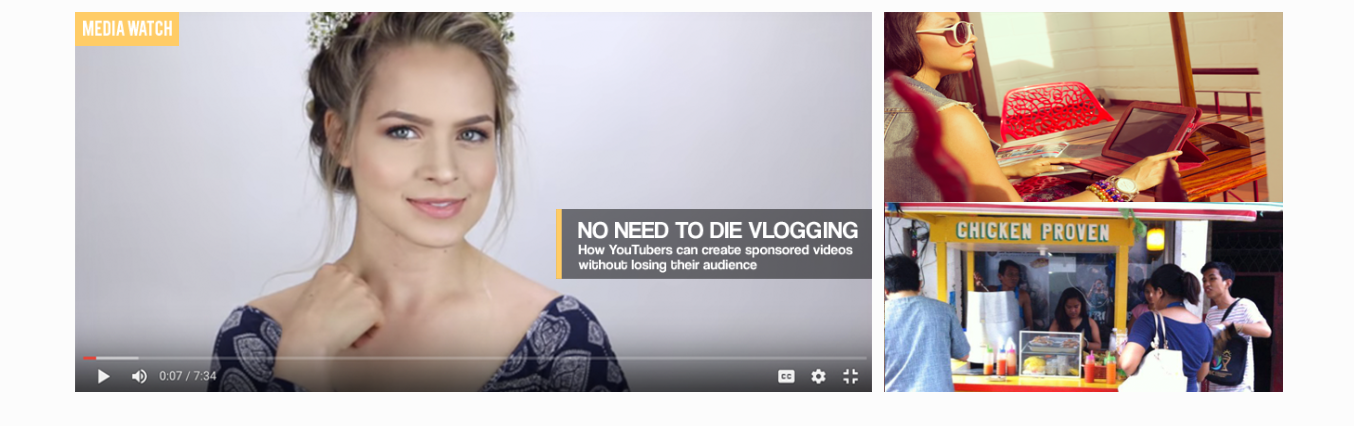 MEDIA WATCH
NO NEED TO DIE VLOGGING
How YouTubers can create sponsored videos
without losing their audience
0:07 / 7:34
CC
CHICKEN PROVEN